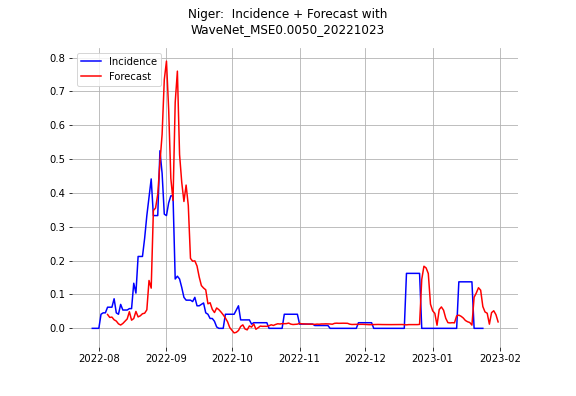 Niger:  Incidence + Forecast with
WaveNet_MSE0.0050_20221023
Incidence
Forecast
0.8
0.7
0.6
0.5
0.4
0.3
0.2
0.1
0.0
2022-08 2022-09 2022-10 2022-11 2022-12 2023-01 2023-02